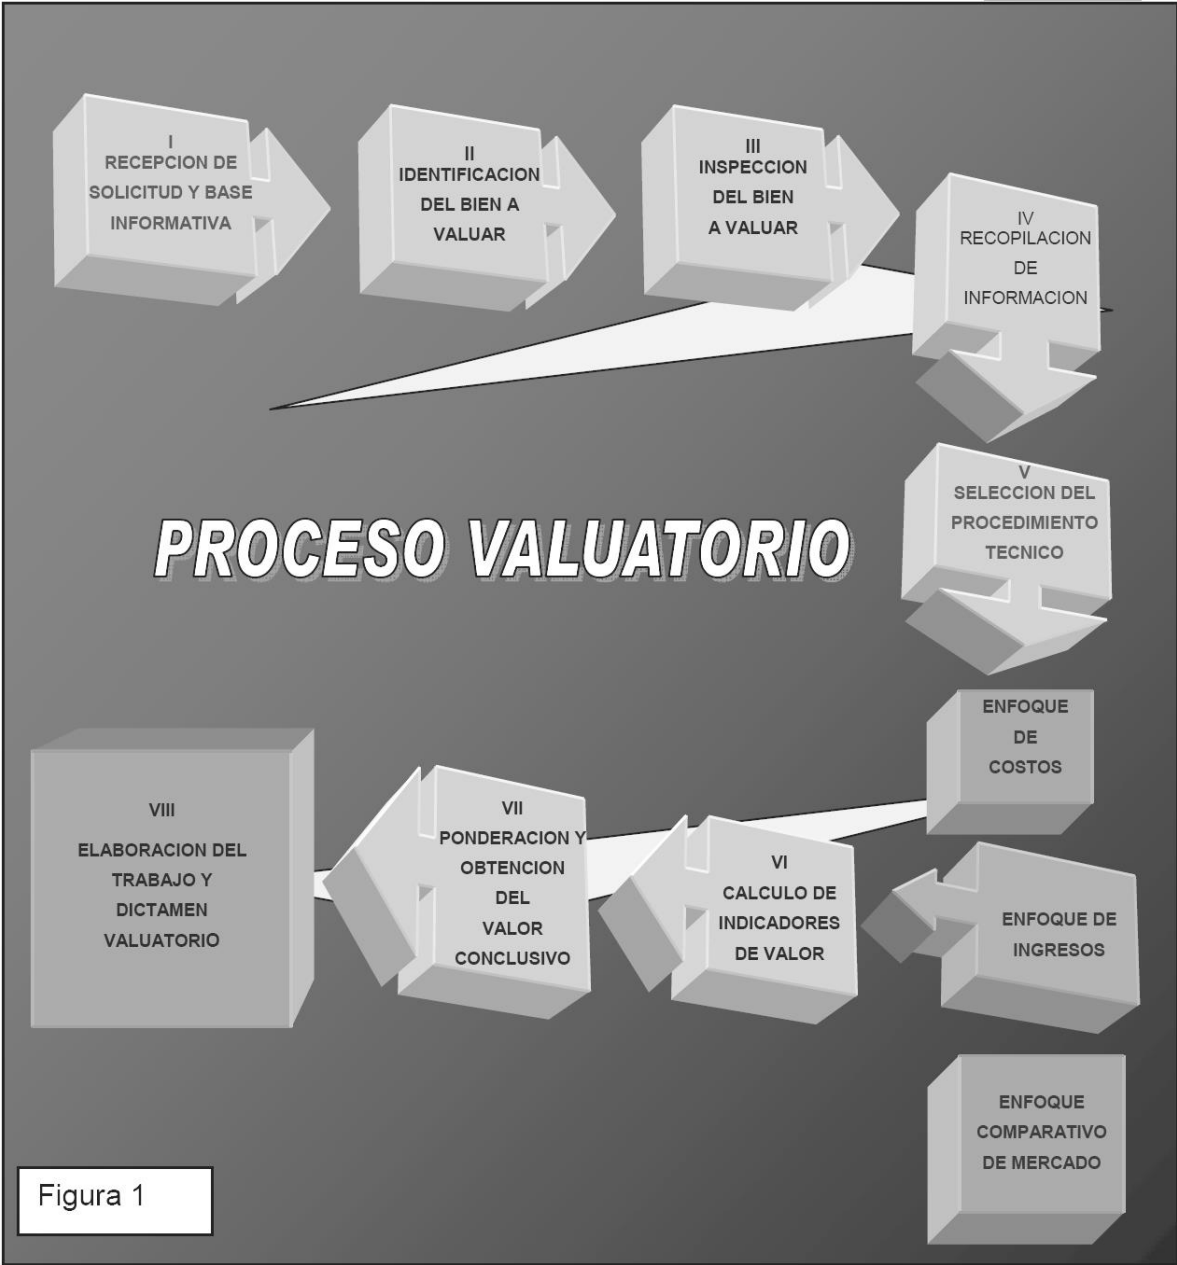 I
RECEPCION DE
SOLICITUD Y BASE
INFORMATIVA
II
IDENTIFICACION
DEL BIEN A
VALUAR
III
INSPECCION
DEL BIEN
A VALUAR
IV
RECOPILACION
DE
INFORMACION
V
SELECCION DEL
PROCEDIMIENTO
TECNICO
PROCESO VALUATORIO
ENFOQUE
DE
COSTOS
ENFOQUE DE
INGRESOS
ENFOQUE
COMPARATIVO
DE MERCADO
VI
CALCULO DE
INDICADORES
DE VALOR
VII
PONDERACION Y
OBTENCION
DEL
VALOR
CONCLUSIVO
VIII
ELABORACION DEL
TRABAJO Y
DICTAMEN
VALUATORIO
Figura 1